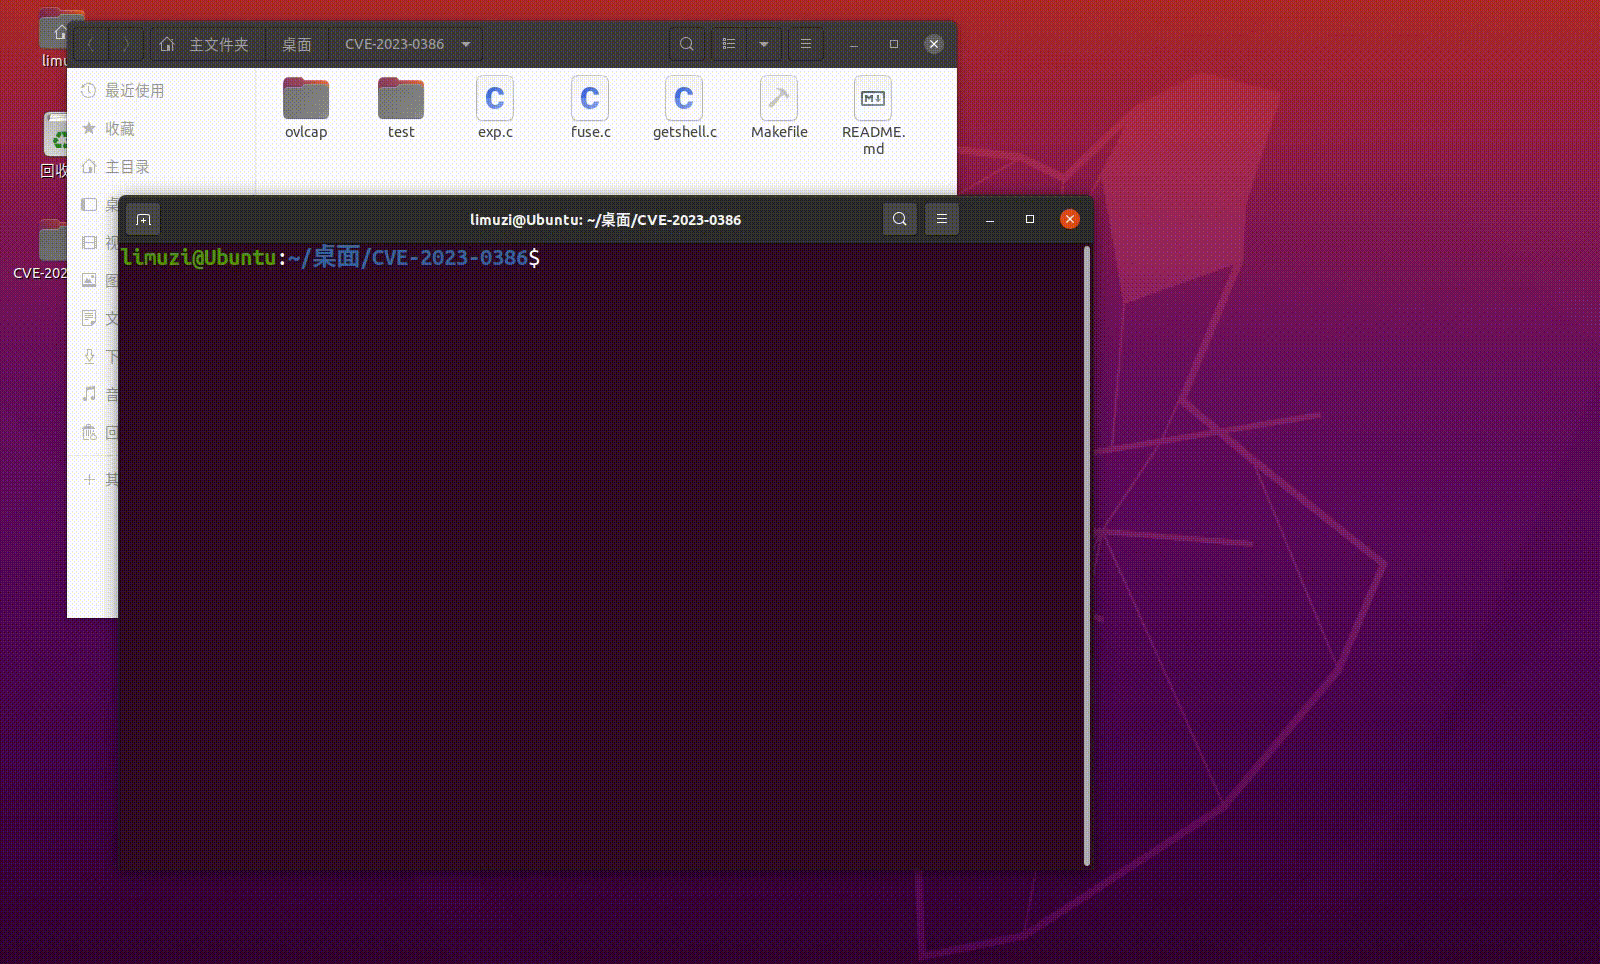 limu
回收
CVE-202
主文件夹 桌面 CVE-2023-0386
最近使用
收藏
主目录
桌
视
图
文
下
音
回
其
ovlcap test exp.c fuse.c getshell.c Makefile README.
md
limuzi@Ubuntu: ~/桌面/CVE-2023-0386
limuzi@Ubuntu:~/桌面/CVE-2023-0386$